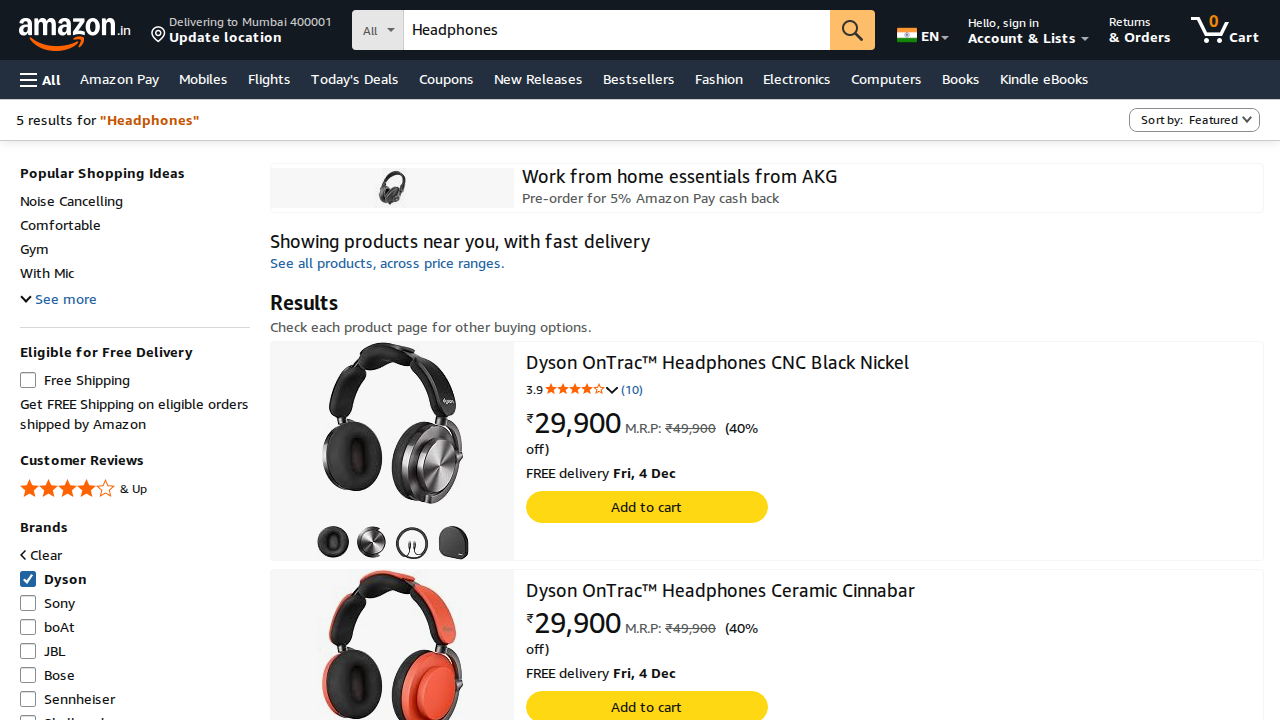 amazon.in
Delivering to Mumbai 400001
Update location
All
Headphones
EN
Hello, sign in
Account & Lists
Returns
& Orders
0
Cart
All
Amazon Pay
Mobiles
Flights
Today's Deals
Coupons
New Releases
Bestsellers
Fashion
Electronics
Computers
Books
Kindle eBooks
5 results for "Headphones"
Sort by: Featured
Popular Shopping Ideas
Noise Cancelling
Comfortable
Gym
With Mic
See more
Eligible for Free Delivery
Free Shipping
Get FREE Shipping on eligible orders
shipped by Amazon
Customer Reviews
& Up
Brands
Clear
Dyson
Sony
boAt
JBL
Bose
Sennheiser
Work from home essentials from AKG
Pre-order for 5% Amazon Pay cash back
Showing products near you, with fast delivery
See all products, across price ranges.
Results
Check each product page for other buying options.
Dyson OnTrac™ Headphones CNC Black Nickel
3.9 (10)
₹29,900 M.R.P: ₹49,900 (40%
off)
FREE delivery Fri, 4 Dec
Add to cart
Dyson OnTrac™ Headphones Ceramic Cinnabar
₹29,900 M.R.P: ₹49,900 (40%
off)
FREE delivery Fri, 4 Dec
Add to cart